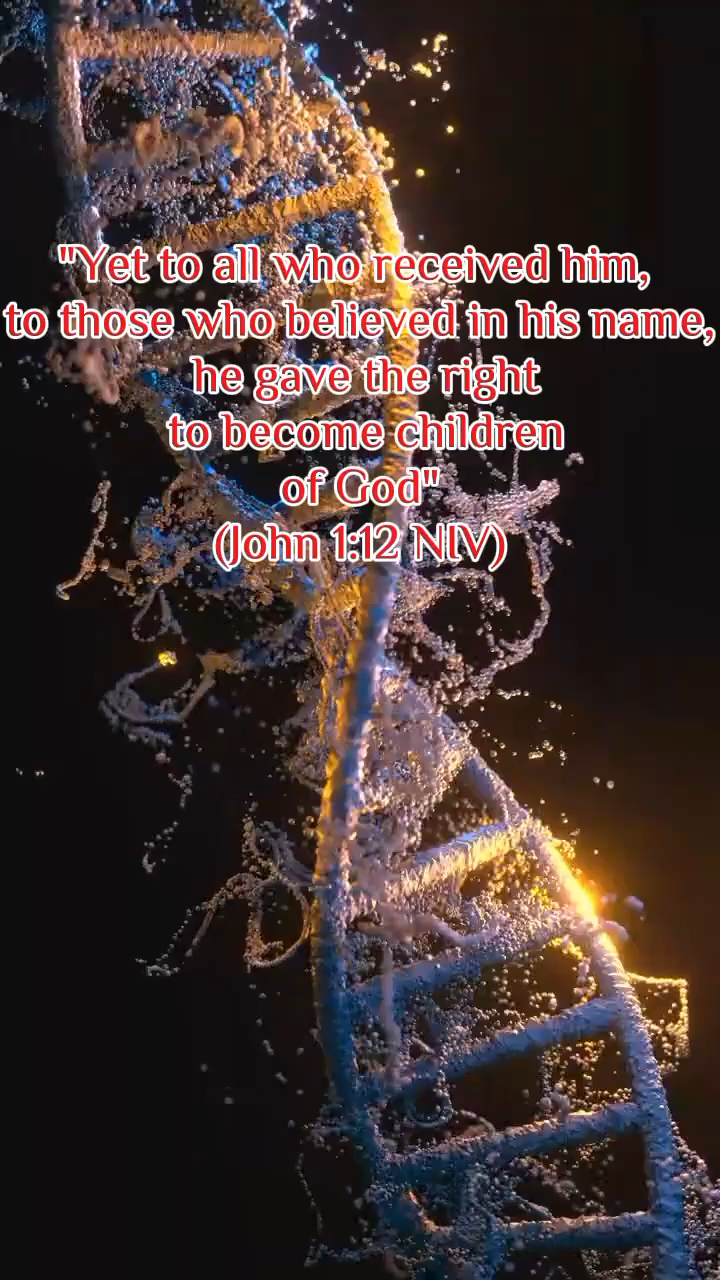 "Yet to all who received him,
to those who believed in his name,
he gave the right
to become children
of God"
(John 1:12 NIV)